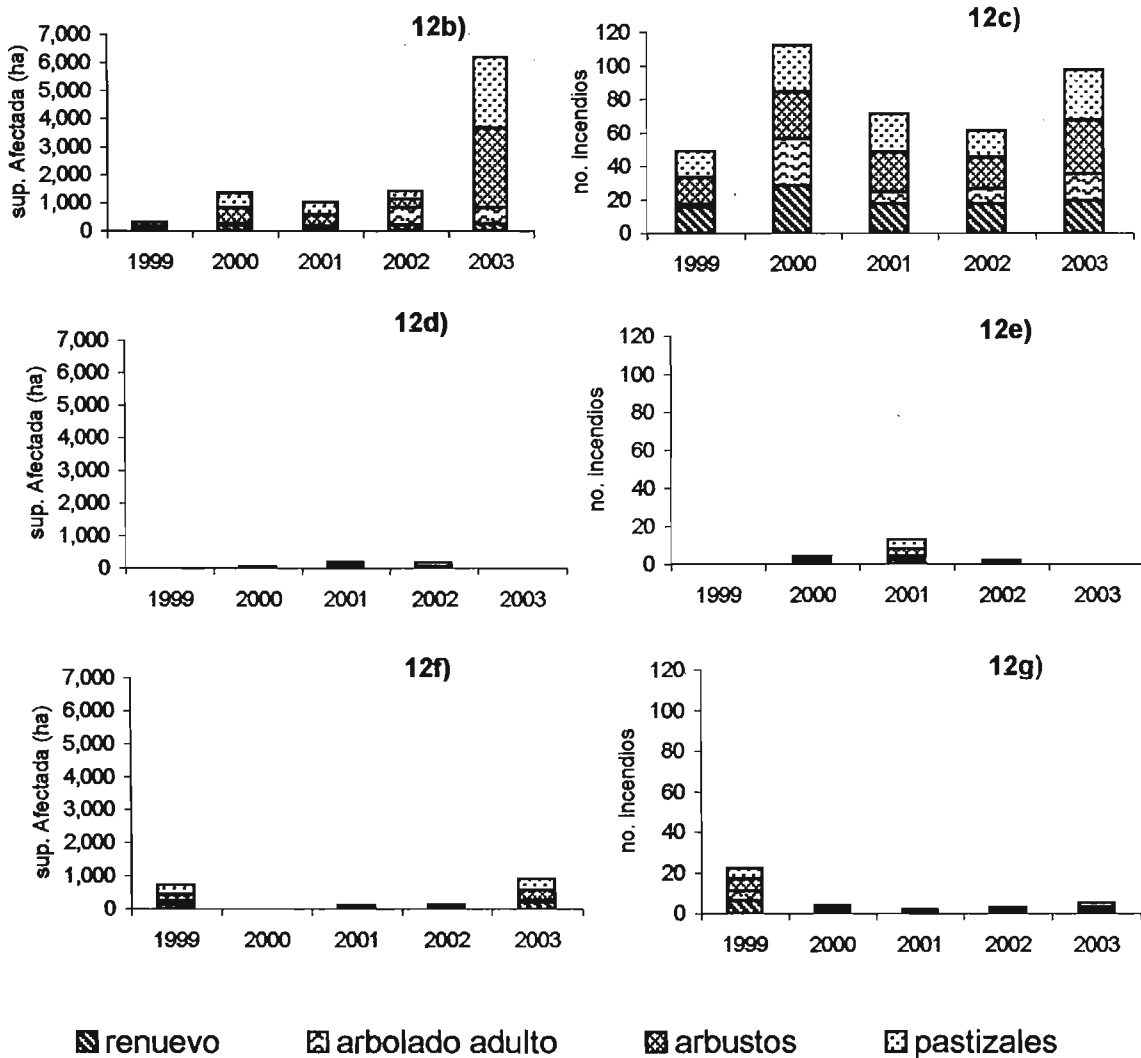 12b)
sup. Afectada (ha)
7,000
6,000
5,000
4,000
3,000
2,000
1,000
0
1999 2000 2001 2002 2003
12c)
no. Incendios
120
100
80
60
40
20
0
1999 2000 2001 2002 2003
12d)
sup. Afectada (ha)
7,000
6,000
5,000
4,000
3,000
2,000
1,000
0
1999 2000 2001 2002 2003
12e)
no. Incendios
120
100
80
60
40
20
0
1999 2000 2001 2002 2003
12f)
sup. Afectada (ha)
7,000
6,000
5,000
4,000
3,000
2,000
1,000
0
1999 2000 2001 2002 2003
12g)
no. Incendios
120
100
80
60
40
20
0
1999 2000 2001 2002 2003
renuevo arbolado adulto arbustos pastizales